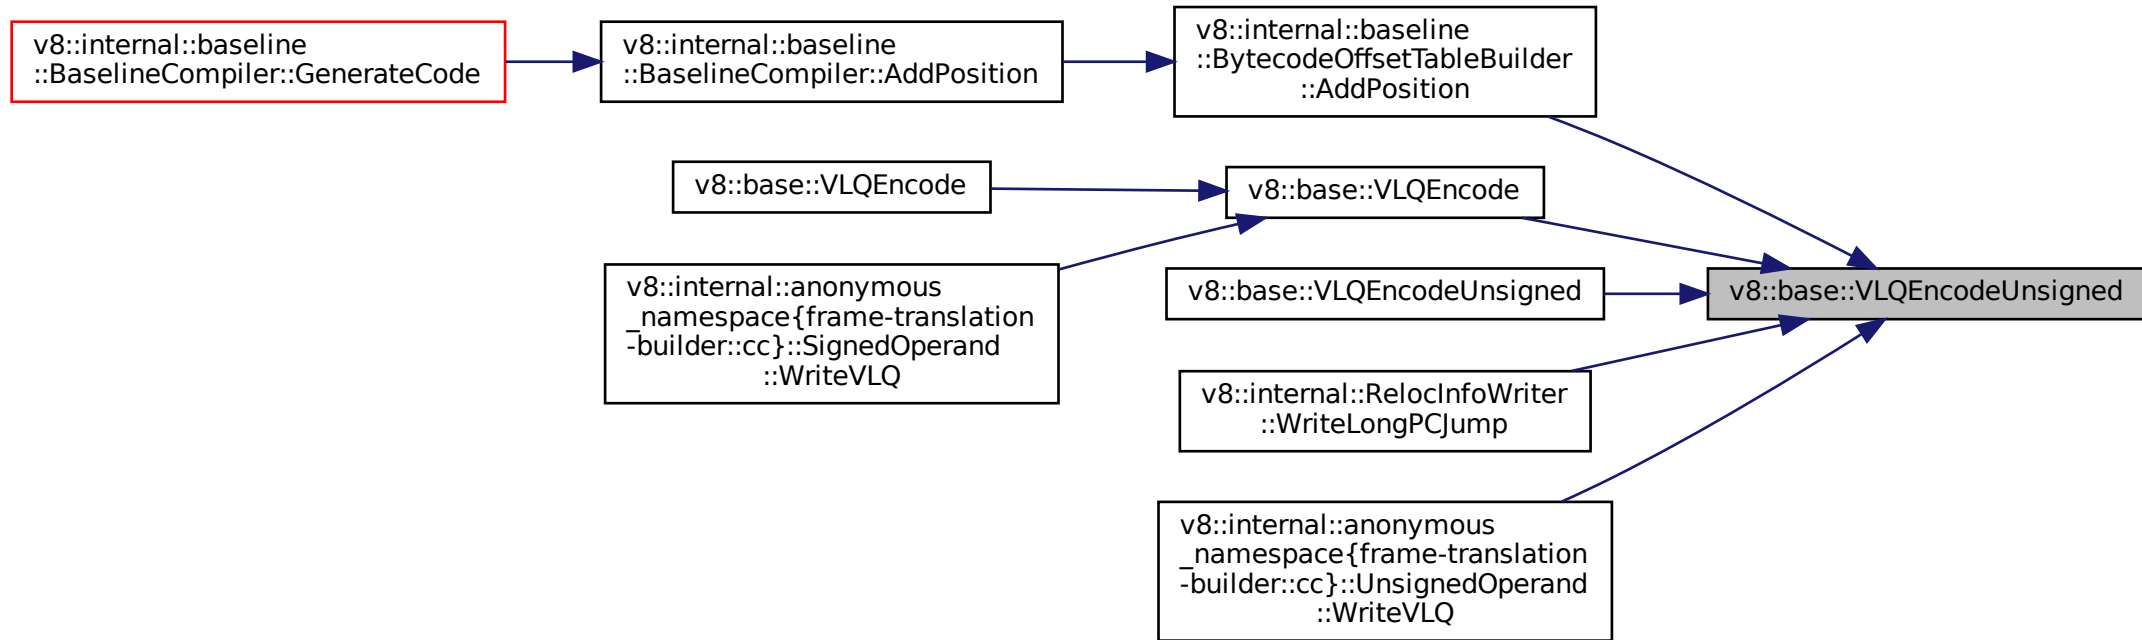 v8::internal::baseline
::BaselineCompiler::GenerateCode
v8::internal::baseline
::BaselineCompiler::AddPosition
v8::internal::baseline
::BytecodeOffsetTableBuilder
::AddPosition
v8::base::VLQEncode
v8::base::VLQEncode
v8::internal::anonymous
_namespace{frame-translation
-builder::cc}::SignedOperand
::WriteVLQ
v8::base::VLQEncodeUnsigned
v8::base::VLQEncodeUnsigned
v8::internal::RelocInfoWriter
::WriteLongPCJump
v8::internal::anonymous
_namespace{frame-translation
-builder::cc}::UnsignedOperand
::WriteVLQ